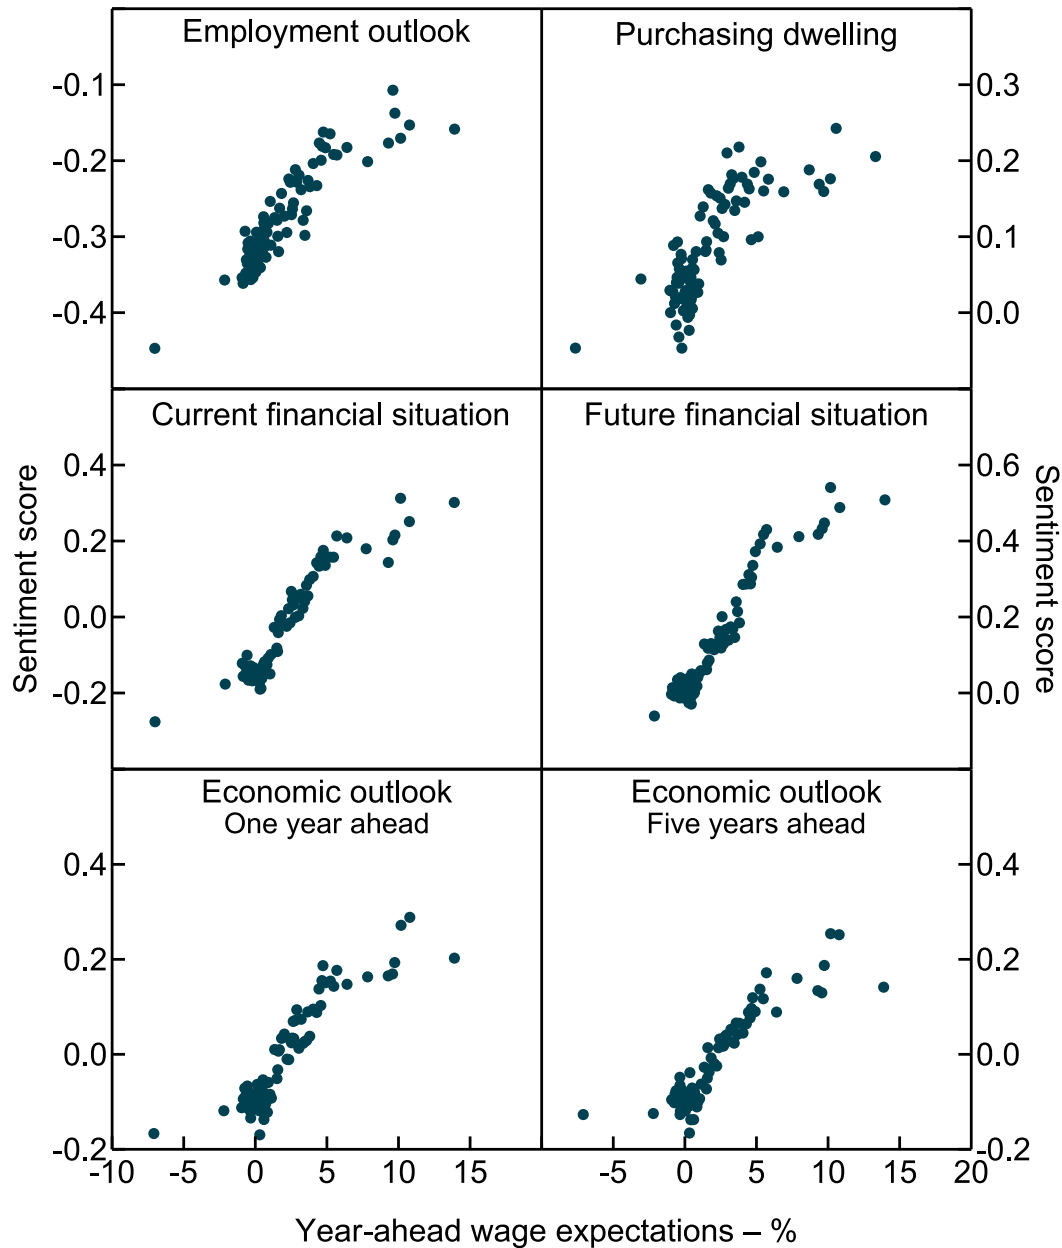 Employment outlook
Purchasing dwelling
-0.1
-0.2
-0.3
-0.4
0.3
0.2
0.1
0.0
Current financial situation
Future financial situation
Sentiment score
0.4
0.2
0.0
-0.2
0.6
0.4
0.2
0.0
Sentiment score
Economic outlook
One year ahead
Economic outlook
Five years ahead
0.4
0.2
0.0
-0.2
0.4
0.2
0.0
-0.2
-10 -5 0 5 10 15 -5 0 5 10 15 20
Year-ahead wage expectations – %